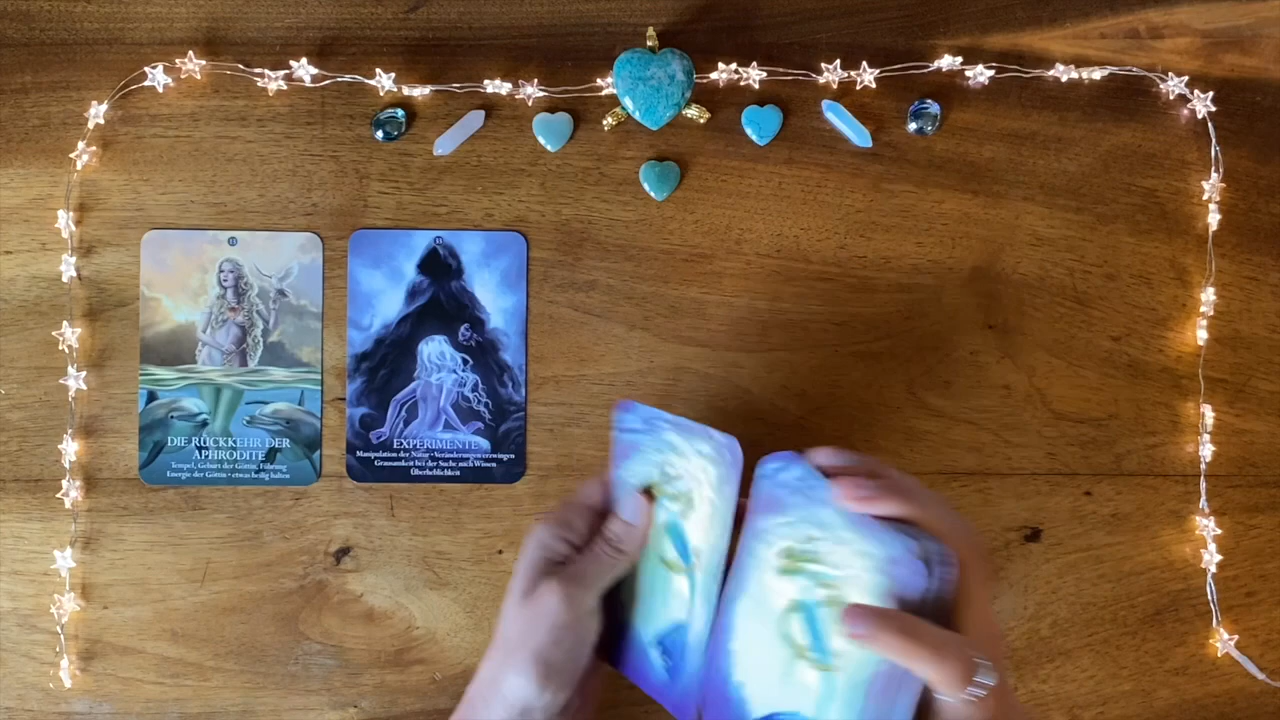 13
DIE RÜCKKEHR DER
APHRODITE
Tempel, Geburt der Göttin, Führung
Energie der Göttin • etwas heilig halten
EXPERIMENTE
Manipulation der Natur • Veränderungen erzwingen
Grausamkeit bei der Suche nach Wissen
Überheblichkeit